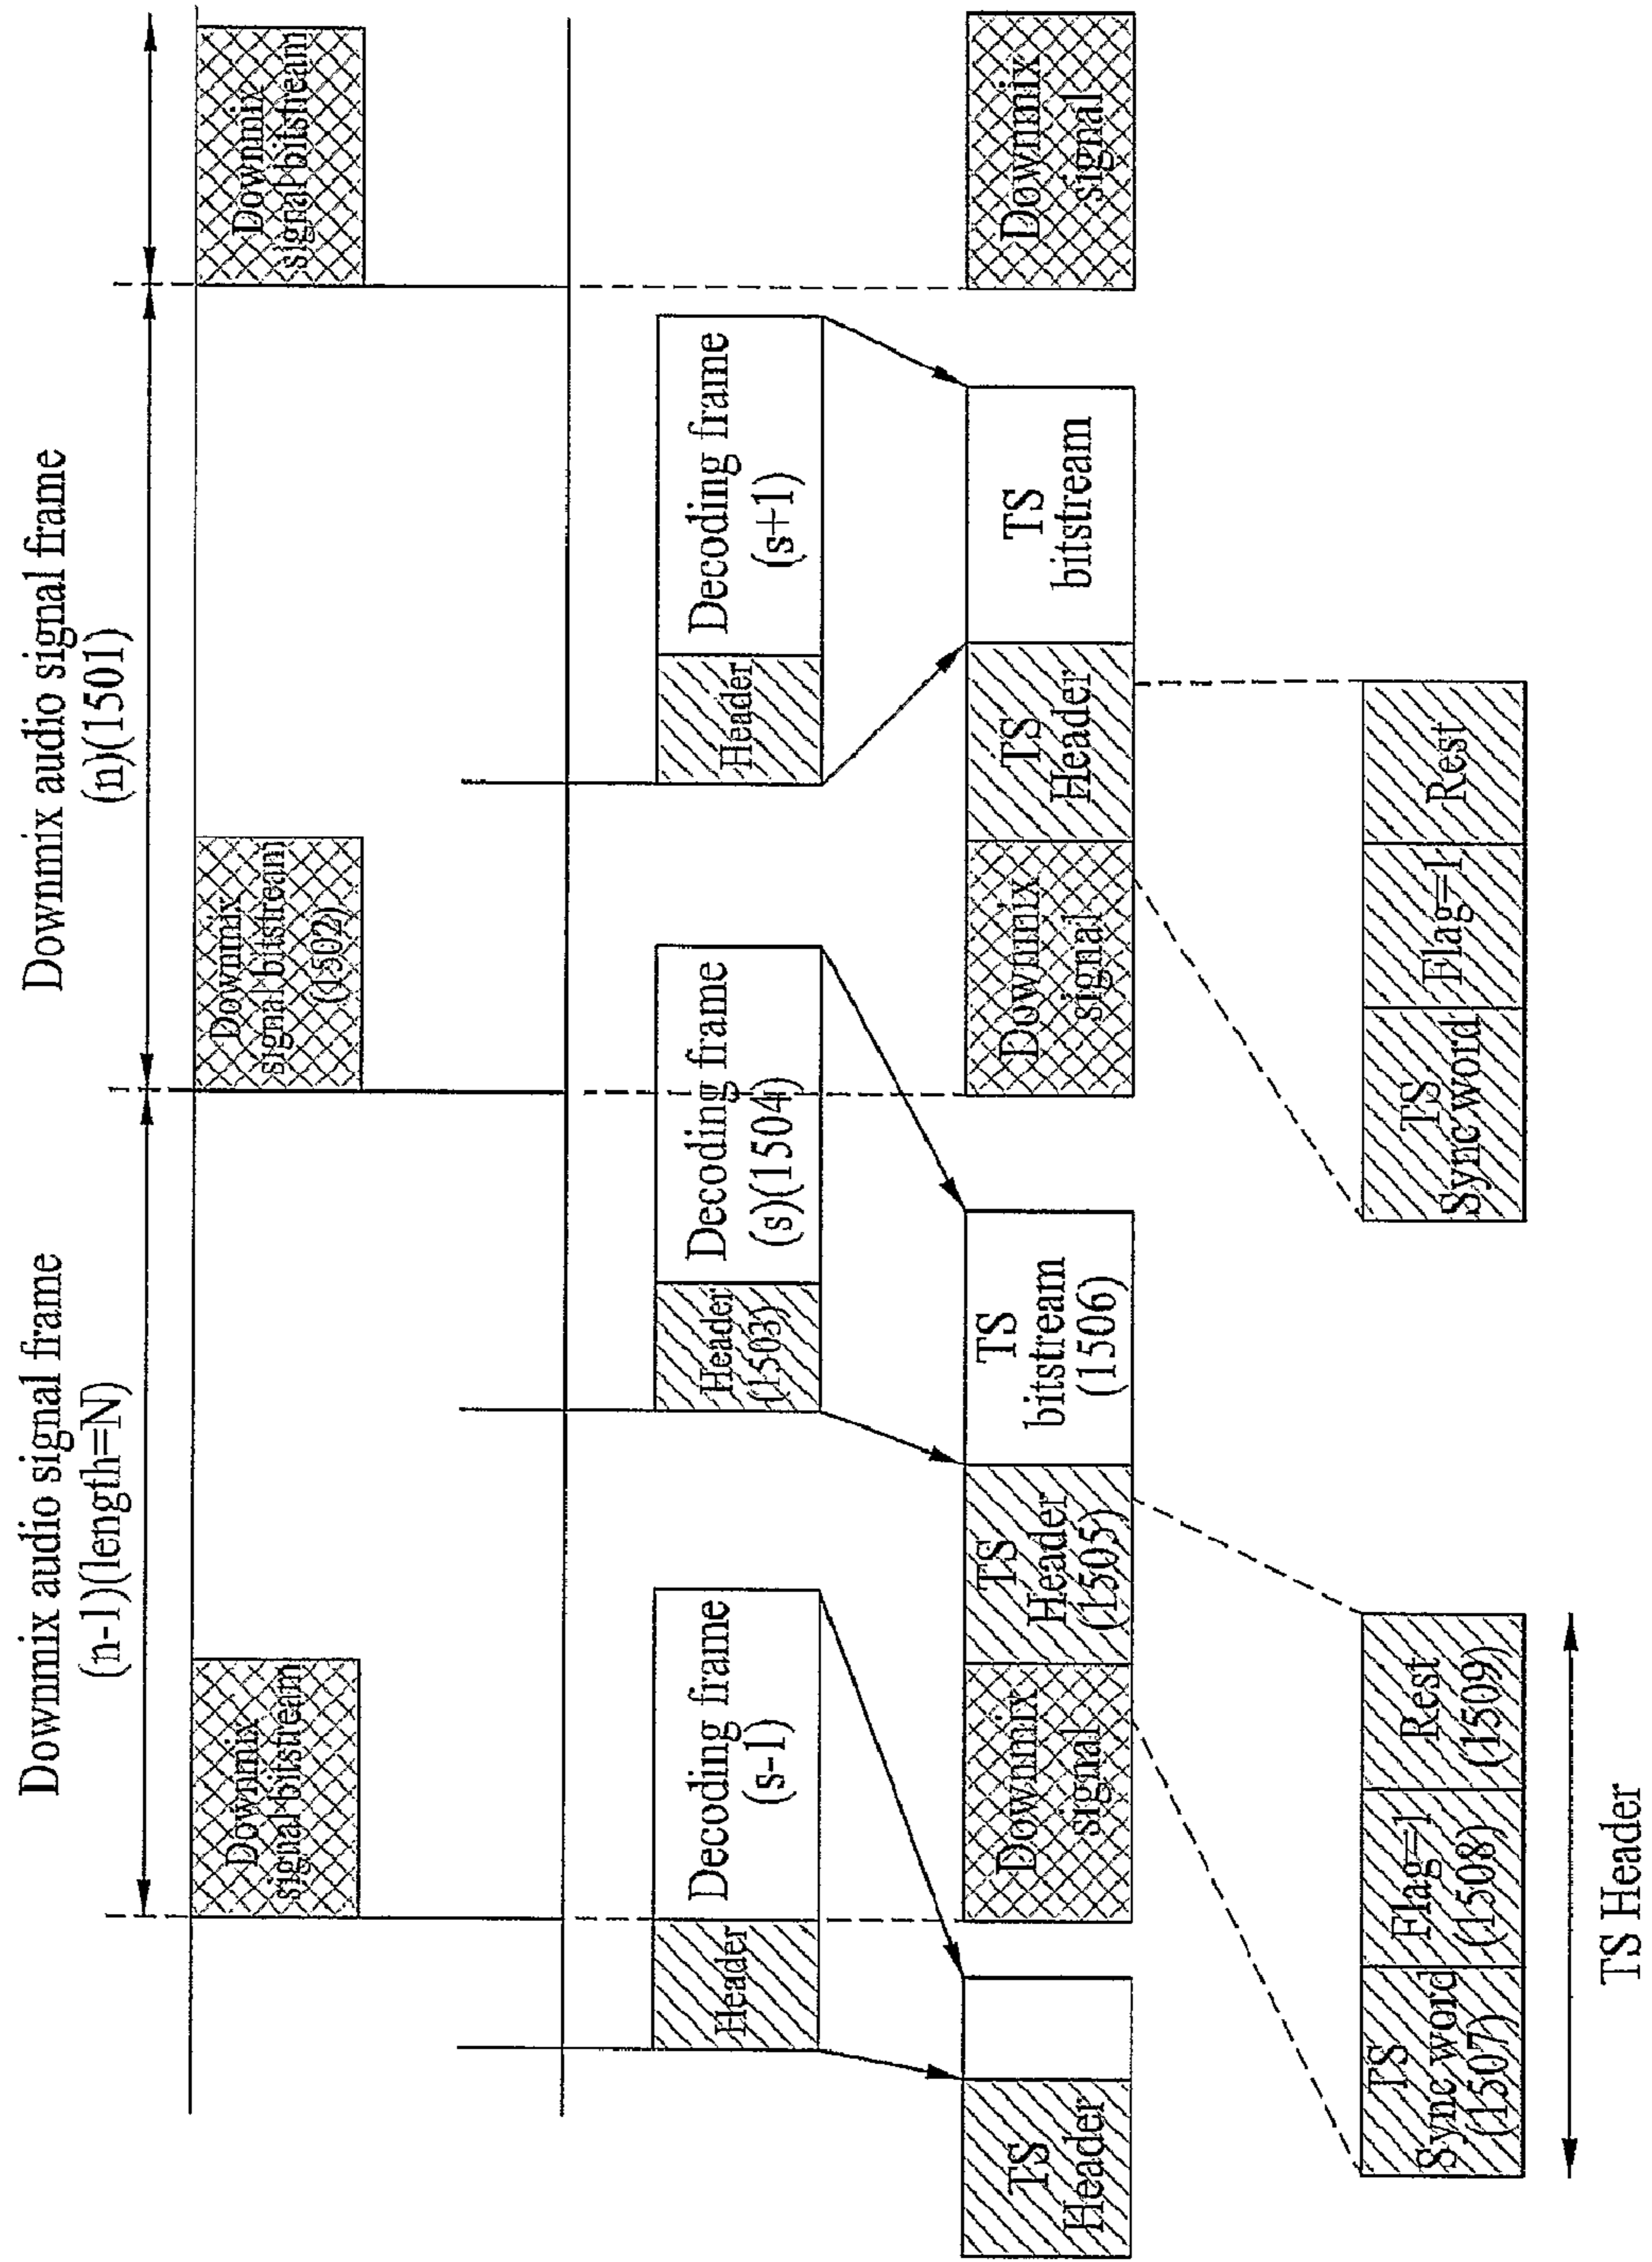 Downmix audio signal frame
(n-1)(length=N)
Downmix audio signal frame
(n)(1501)
Downmix
signal bitstream
Downmix
signal bitstream
(1502)
Downmix
signal bitstream
Header
Decoding frame
(s-1)
Header
(1503)
Decoding frame
(s)(1504)
Header
Decoding frame
(s+1)
TS
Header
Downmix
signal
TS
Header
(1505)
TS
bitstream
(1506)
Downmix
signal
TS
Header
TS
bitstream
Downmix
signal
TS
Sync word
(1507)
Flag=1
(1508)
Rest
(1509)
TS
Sync word
Flag=1
Rest
TS Header